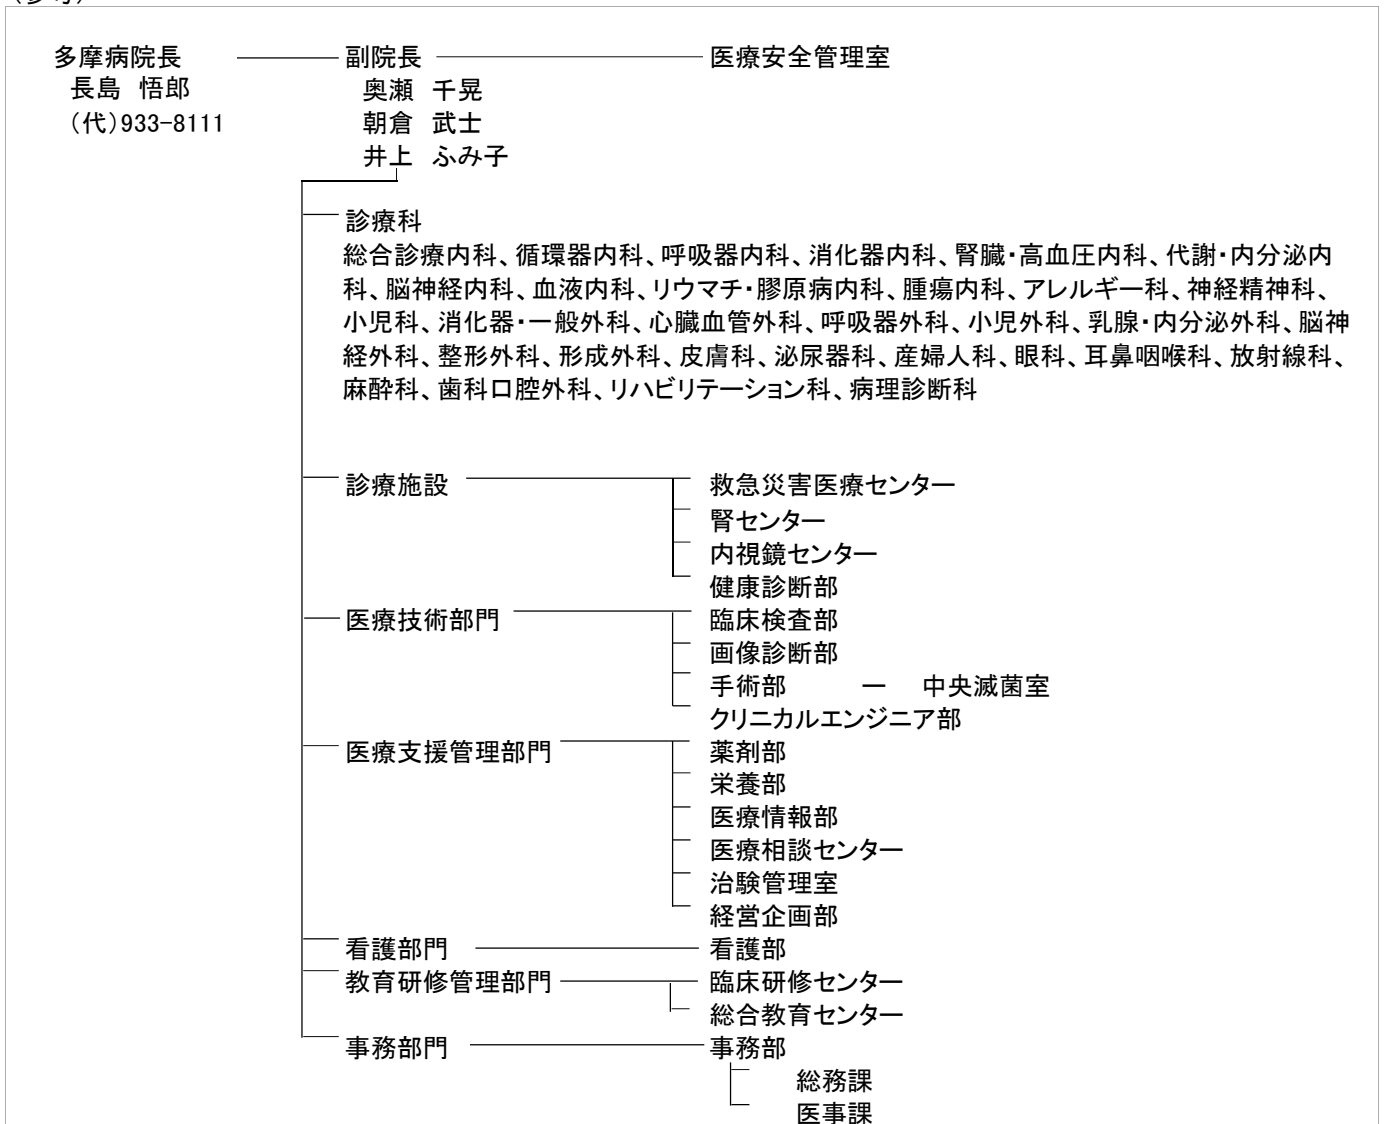 (参考)
多摩病院長 副院長 医療安全管理室
長島 悟郎 奥瀬 千晃
(代)933-8111 朝倉 武士
井上 ふみ子
診療科
総合診療内科、循環器内科、呼吸器内科、消化器内科、腎臓・高血圧内科、代謝・内分泌内
科、脳神経内科、血液内科、リウマチ・膠原病内科、腫瘍内科、アレルギー科、神経精神科、
小児科、消化器・一般外科、心臓血管外科、呼吸器外科、小児外科、乳腺・内分泌外科、脳神
経外科、整形外科、形成外科、皮膚科、泌尿器科、産婦人科、眼科、耳鼻咽喉科、放射線科、
麻酔科、歯科口腔外科、リハビリテーション科、病理診断科
診療施設 救急災害医療センター
腎センター
内視鏡センター
健康診断部
医療技術部門 臨床検査部
画像診断部
手術部 ― 中央滅菌室
クリニカルエンジニア部
医療支援管理部門 薬剤部
栄養部
医療情報部
医療相談センター
治験管理室
経営企画部
看護部門 看護部
教育研修管理部門 臨床研修センター
総合教育センター
事務部門 事務部
総務課
医事課